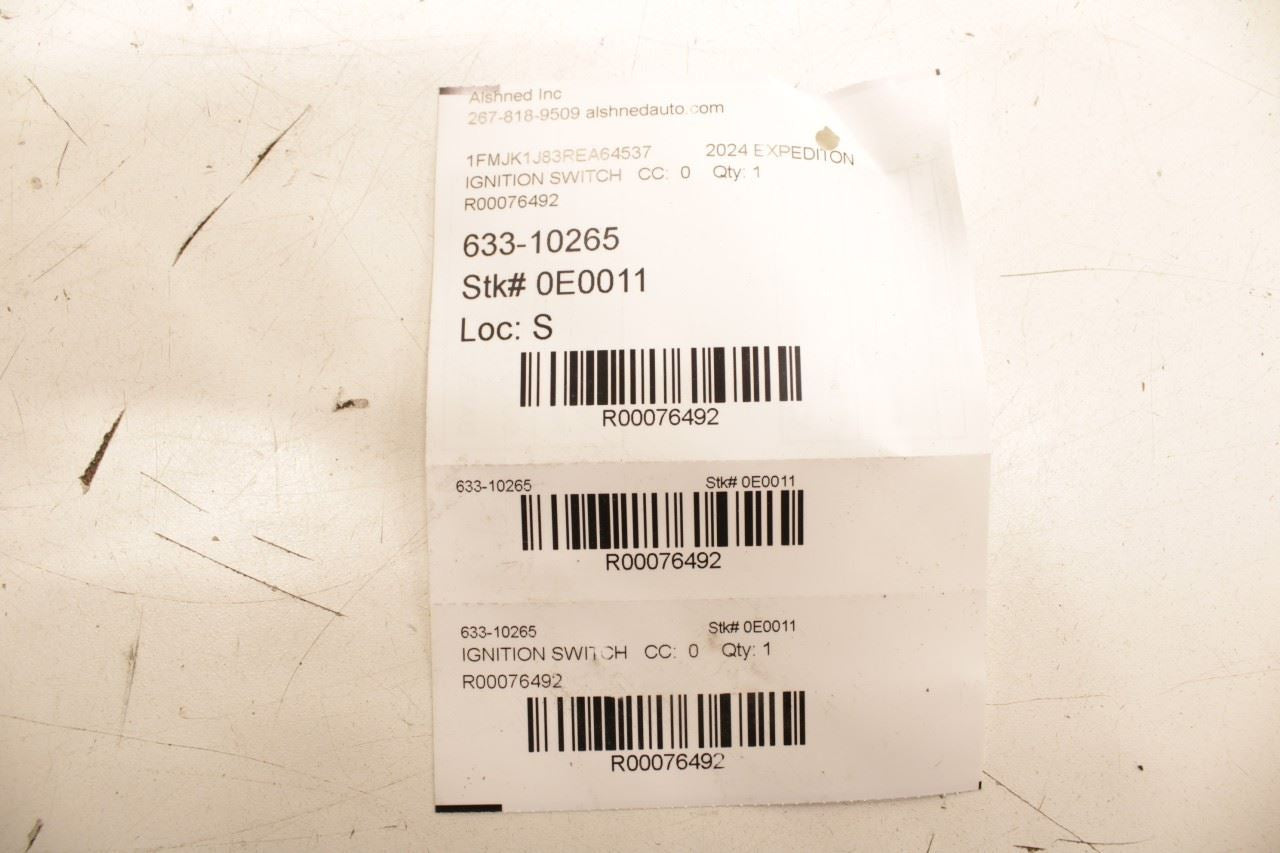 Alshned Inc
267-818-9509 alshnedauto.com
1FMJK1J83REA64537 2024 EXPEDITON
IGNITION SWITCH CC: 0 Qty: 1
R00076492
633-10265
Stk# 0E0011
Loc: S
R00076492
633-10265 Stk# 0E0011
R00076492
633-10265 Stk# 0E0011
IGNITION SWITCH CC: 0 Qty: 1
R00076492
R00076492